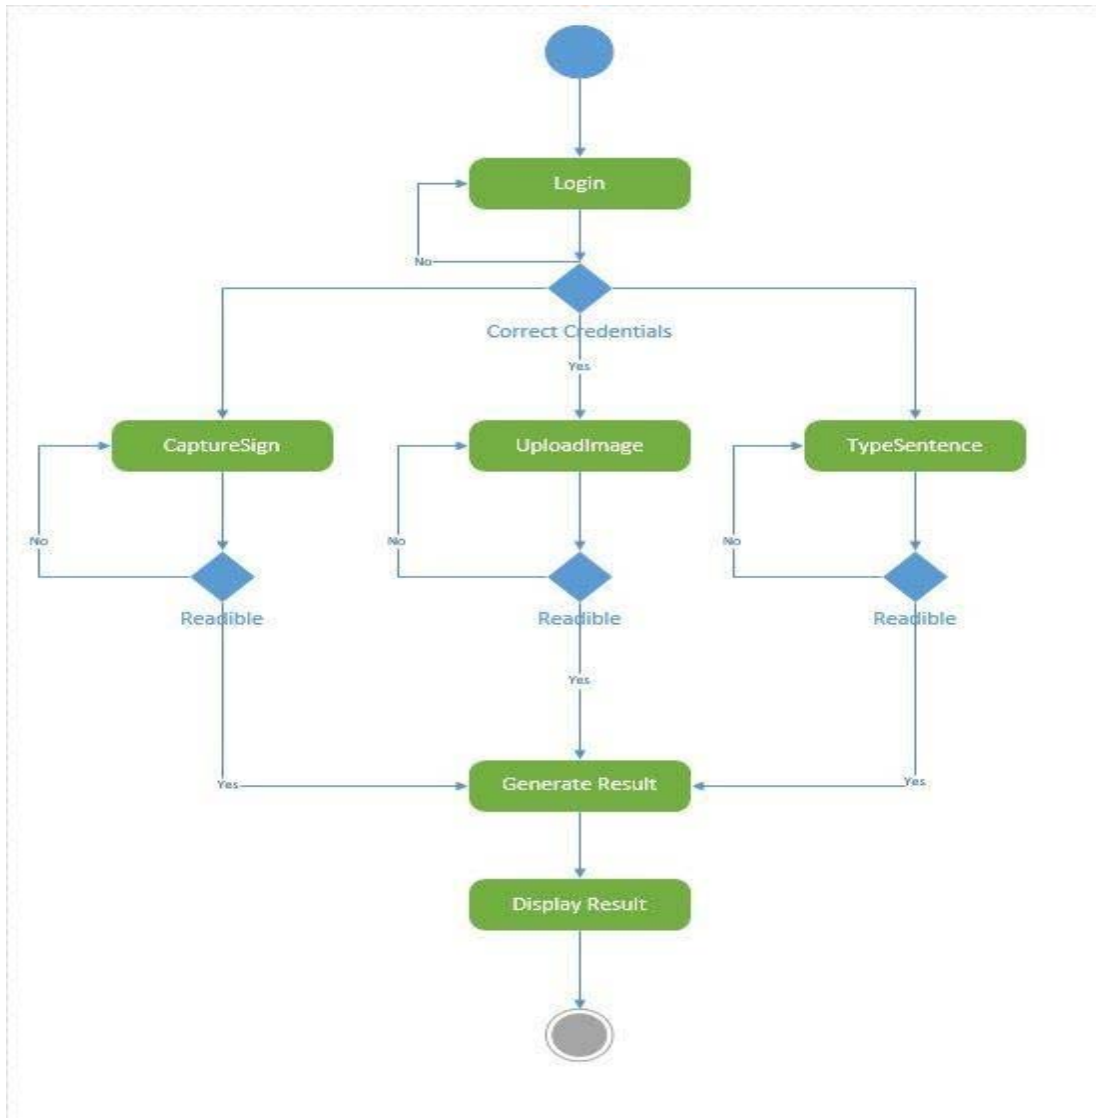 Login
No
Correct Credentials
Yes
CaptureSign
UploadImage
TypeSentence
No
No
No
Readible
Readible
Readible
Yes
Yes
Generate Result
Yes
Display Result